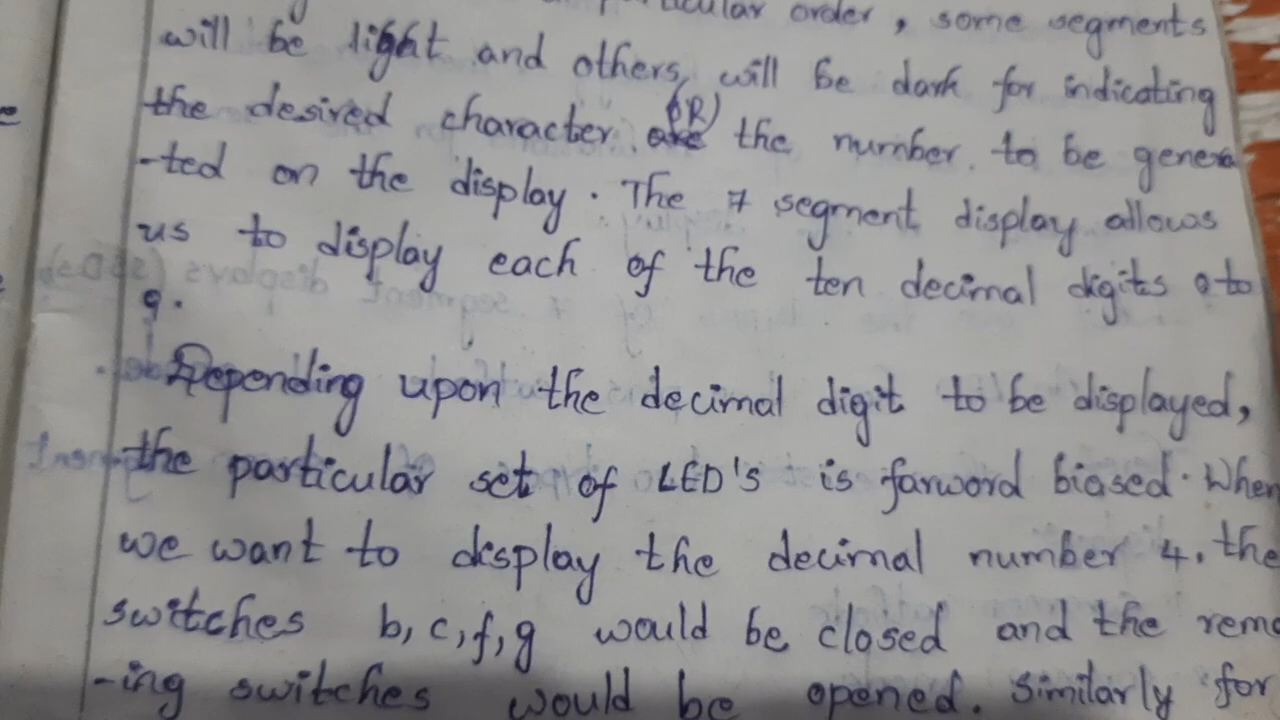 order, some segments
will be light and others, will be dark for indicating
the desired character. (OR) the number. to be genera
-ted on the display. The 7 segment display allows
us to display each of the ten decimal digits 0 to
9.
Depending upon the decimal digit to be displayed,
the particular set of LED's is farword biased. When
we want to display the decimal number 4. the
switches b, c, f, g would be closed and the rema
-ing switches would be opened. Similarly for